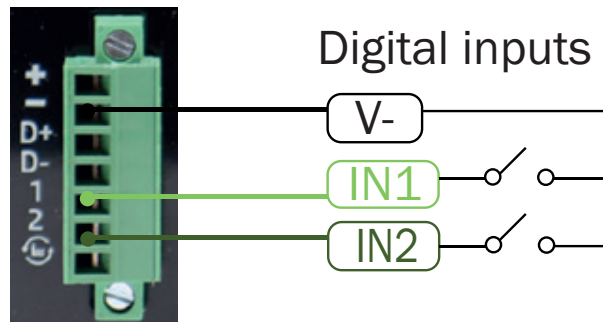 Digital inputs
+
-
V-
D+
D-
IN1
1
2
IN2